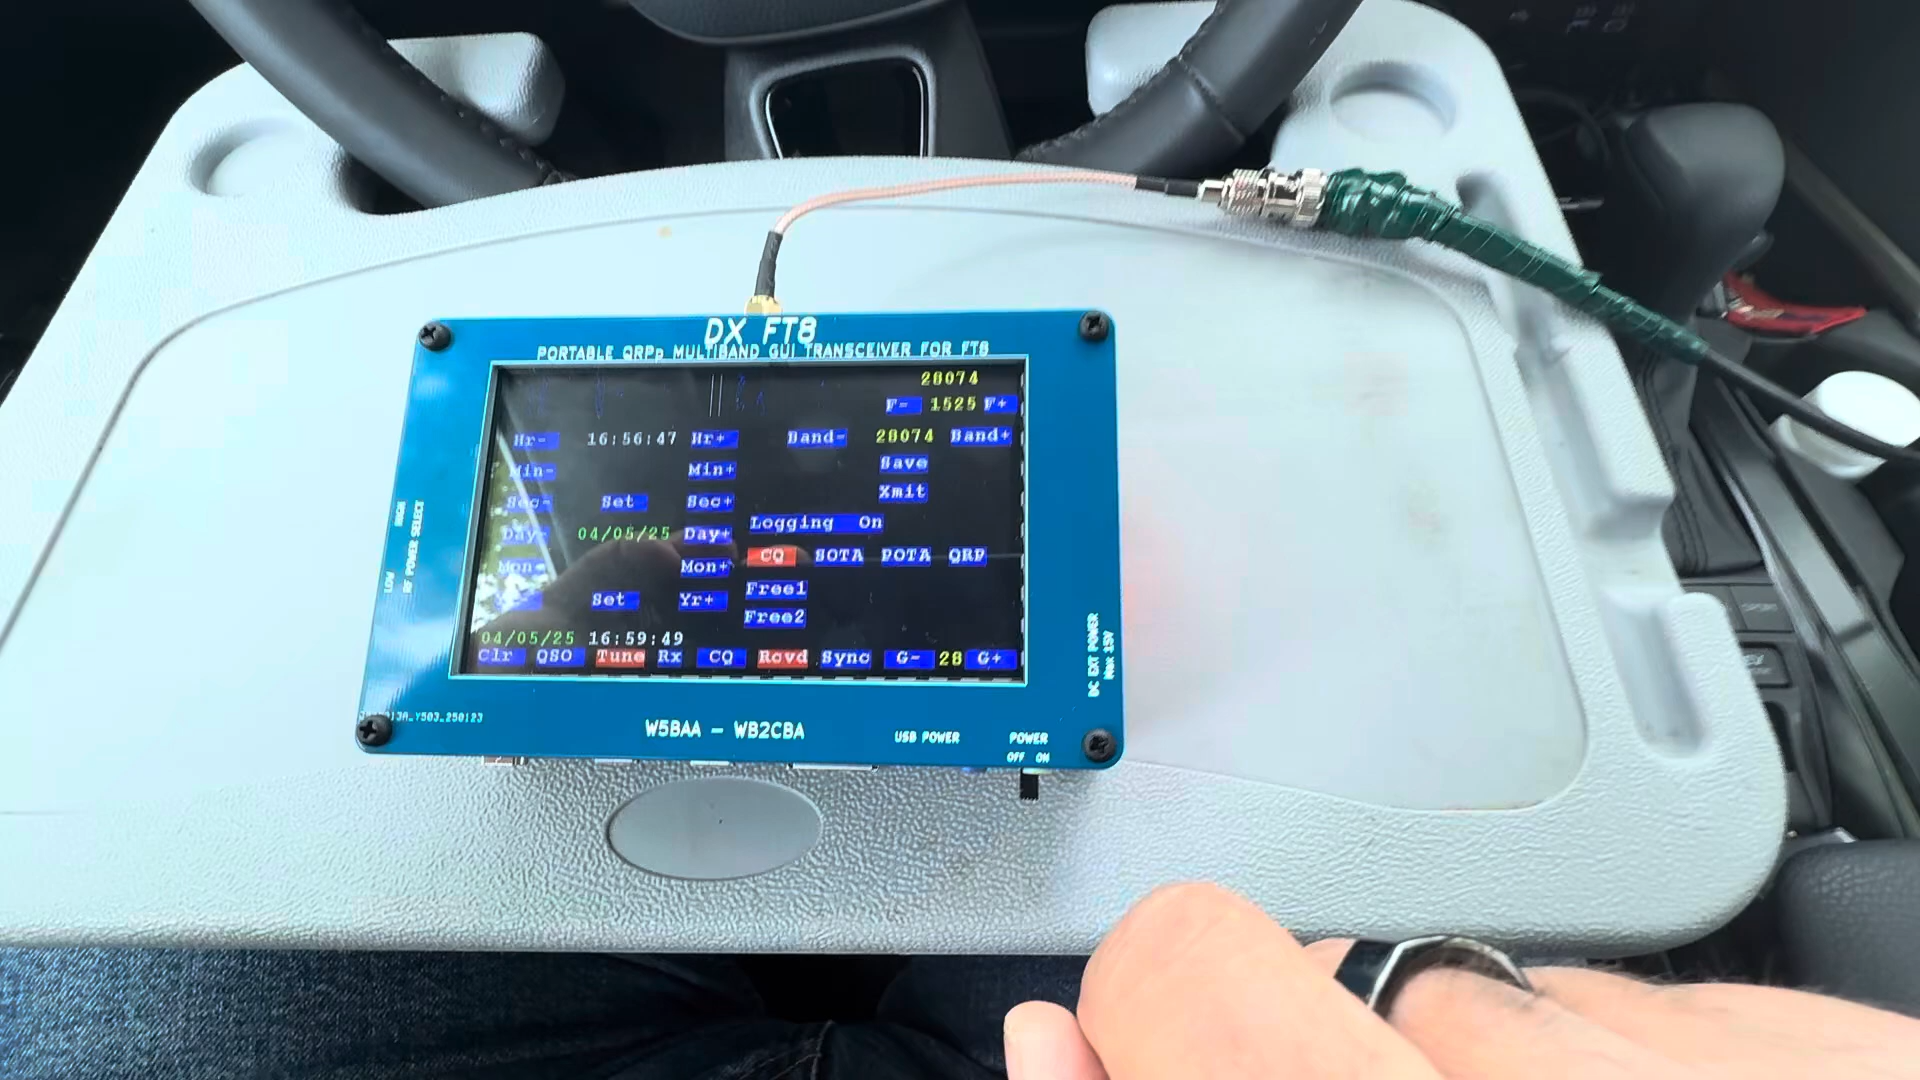 DX FT8
PORTABLE QRPp MULTIBAND GUI TRANSCEIVER FOR FT8
28074
F- 1525 F+
Hr- 16:56:47 Hr+ Band- 28074 Band+
Min- Min+ Save
Xmit
Sec- Set Sec+
Logging On
Day- 04/05/25 Day+
CQ SOTA POTA QRP
Mon- Mon+
Free1
Set Yr+
Free2
04/05/25 16:59:49
Clr QSO Tune Rx CQ Rcvd Sync G- 28 G+
HIGH
LOW
RF POWER SELECT
DC EXT POWER
Max 15V
W5BAA - WB2CBA
USB POWER
POWER
OFF ON